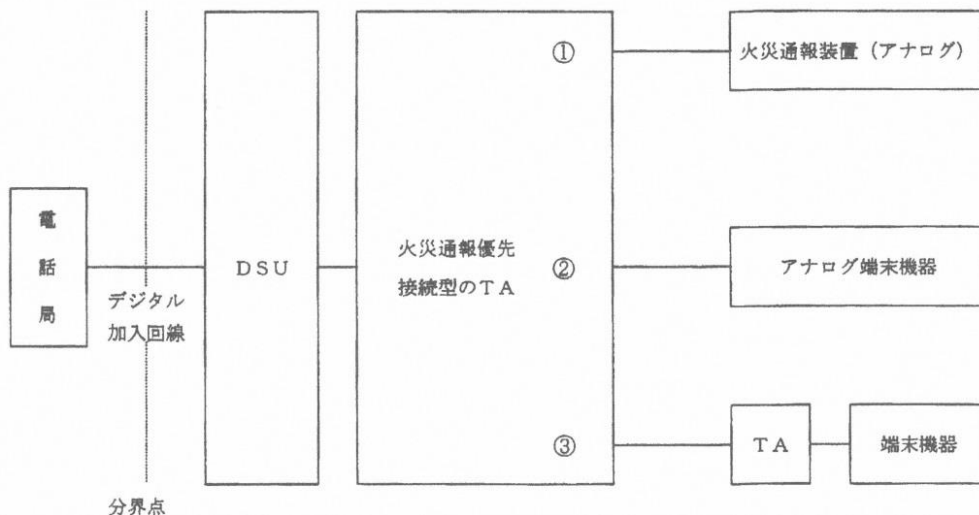 電
話
局
デジタル
加入回線
分界点
DSU
火災通報優先
接続型のTA
①
②
③
火災通報装置（アナログ）
アナログ端末機器
TA
端末機器